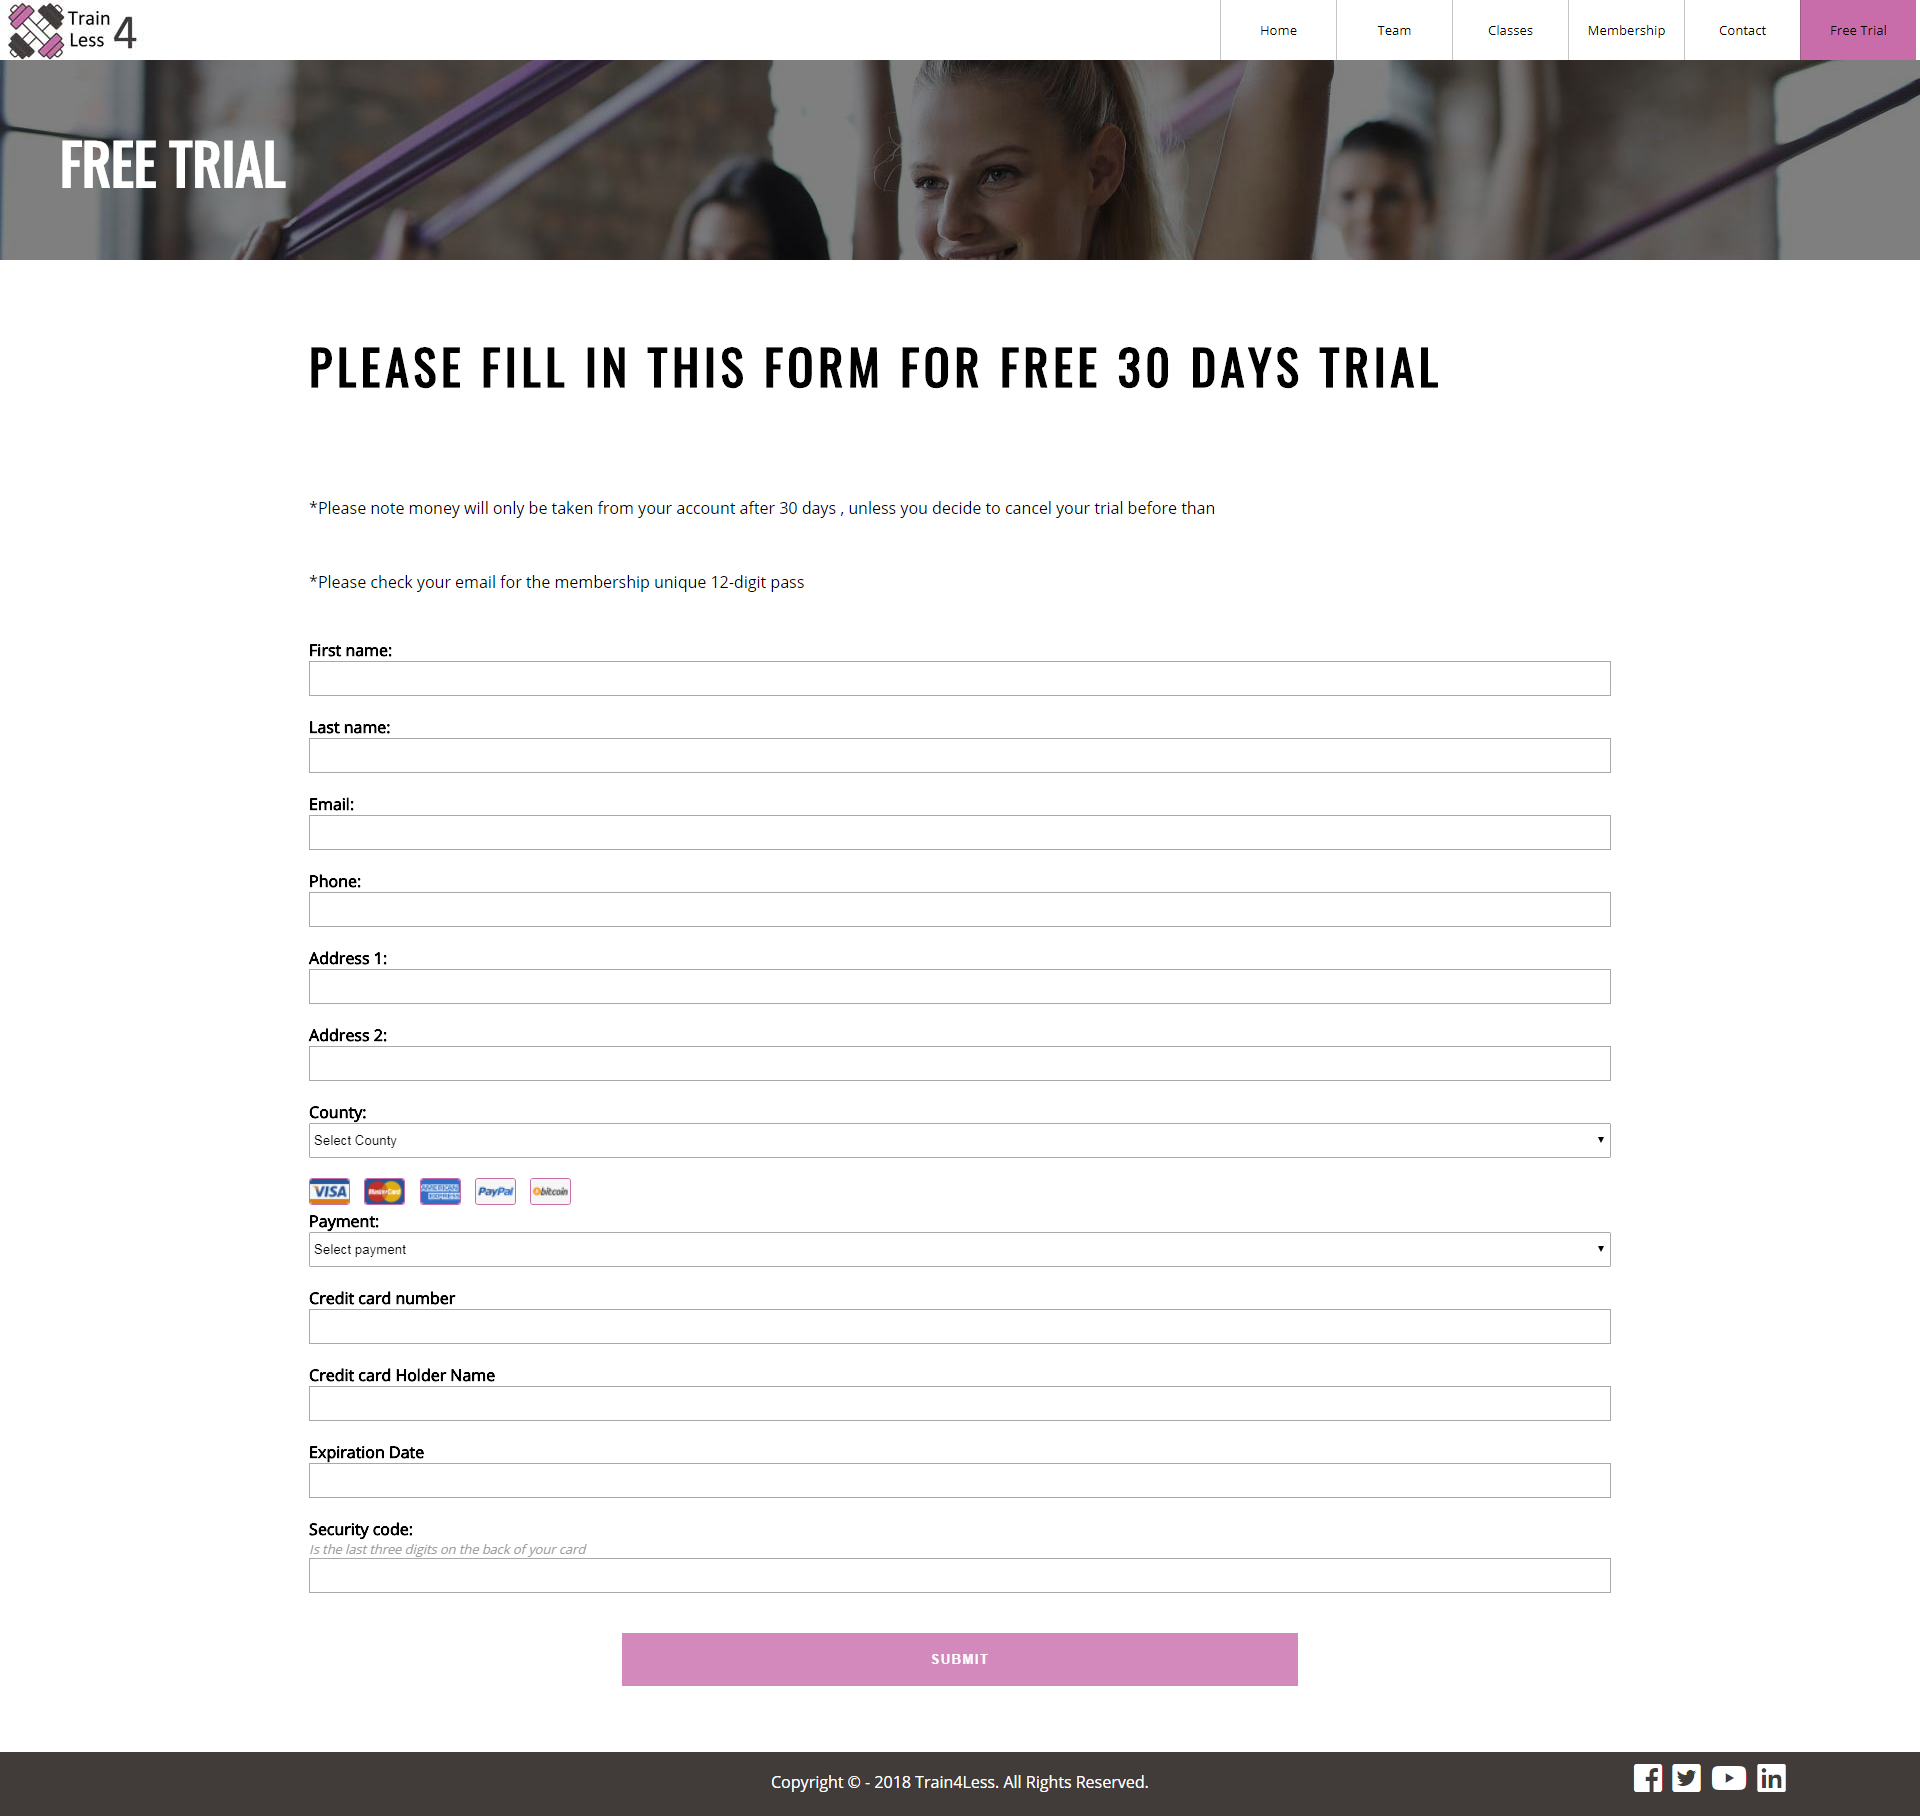 Train
Less 4
Home
Team
Classes
Membership
Contact
Free Trial
FREE TRIAL
PLEASE FILL IN THIS FORM FOR FREE 30 DAYS TRIAL
*Please note money will only be taken from your account after 30 days , unless you decide to cancel your trial before than
*Please check your email for the membership unique 12-digit pass
First name:
Last name:
Email:
Phone:
Address 1:
Address 2:
County:
Select County
VISA
MasterCard
AMERICAN EXPRESS
PayPal
bitcoin
Payment:
Select payment
Credit card number
Credit card Holder Name
Expiration Date
Security code:
Is the last three digits on the back of your card
SUBMIT
Copyright © - 2018 Train4Less. All Rights Reserved.